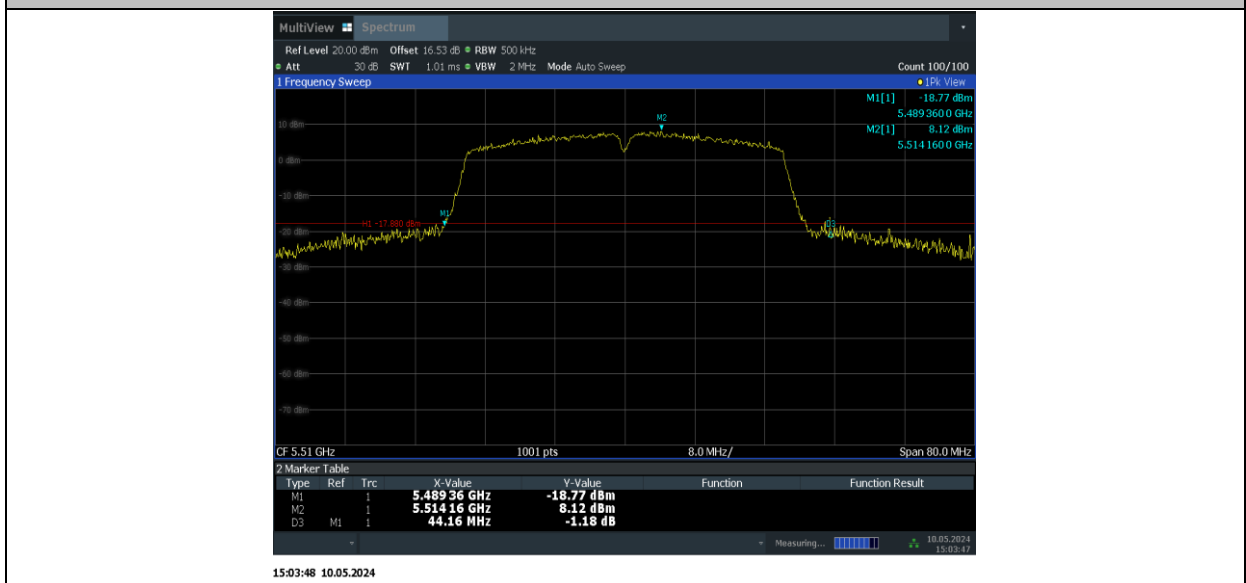 MultiView Spectrum
Ref Level 20.00 dBm Offset 16.53 dB RBW 500 kHz
Att 30 dB SWT 1.01 ms VBW 2 MHz Mode Auto Sweep Count 100/100
1 Frequency Sweep 1Pk View
M1[1] -18.77 dBm
5.4893600 GHz
M2[1] 8.12 dBm
5.5141600 GHz
M2
10 dBm
0 dBm
-10 dBm
M1
H1 -17.880 dBm
D3
-20 dBm
-30 dBm
-40 dBm
-50 dBm
-60 dBm
-70 dBm
CF 5.51 GHz 1001 pts 8.0 MHz/ Span 80.0 MHz
2 Marker Table
Type Ref Trc X-Value Y-Value Function Function Result
M1 1 5.489 36 GHz -18.77 dBm
M2 1 5.514 16 GHz 8.12 dBm
D3 M1 1 44.16 MHz -1.18 dB
Measuring... 10.05.2024
15:03:47
15:03:48 10.05.2024